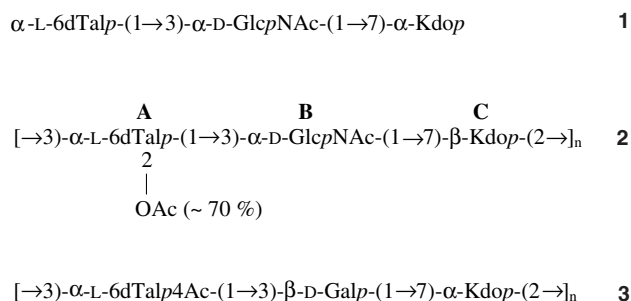 α-L-6dTalp-(1→3)-α-D-GlcpNAc-(1→7)-α-Kdop 1
A B C
[→3)-α-L-6dTalp-(1→3)-α-D-GlcpNAc-(1→7)-β-Kdop-(2→]n 2
2
|
OAc (~ 70 %)
[→3)-α-L-6dTalp4Ac-(1→3)-β-D-Galp-(1→7)-α-Kdop-(2→]n 3